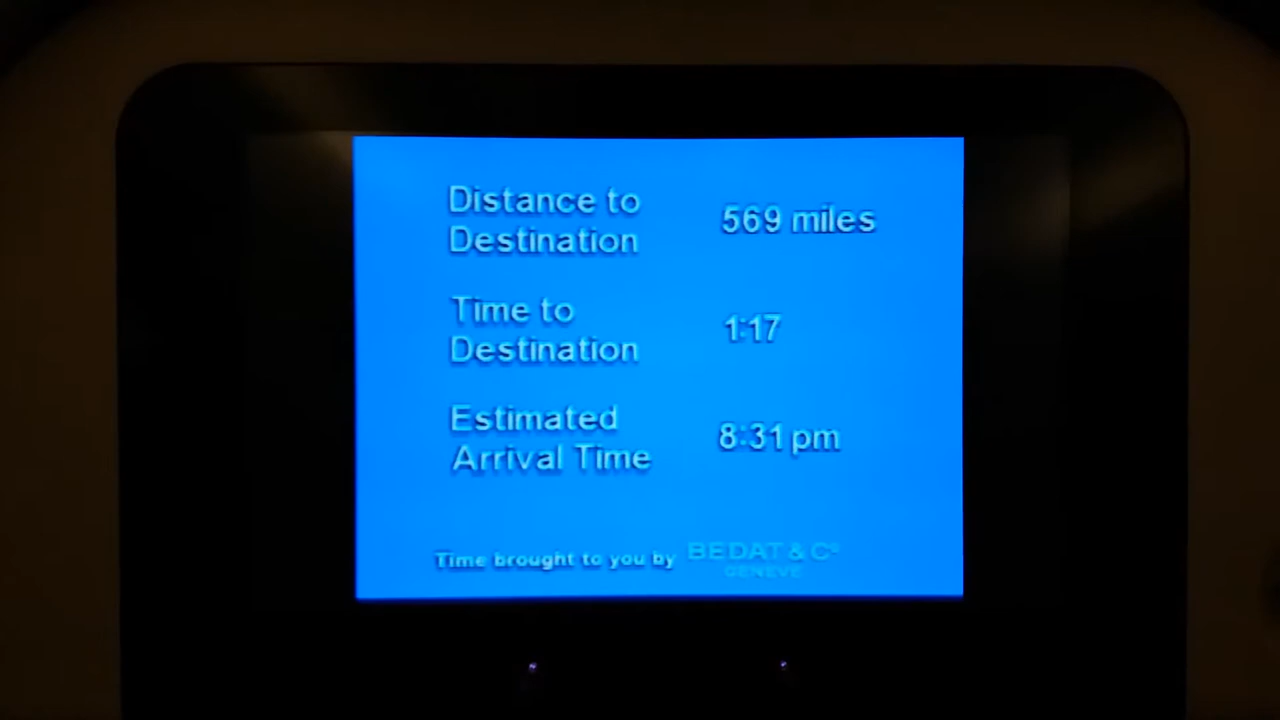 Distance to
Destination
569 miles
Time to
Destination
1:17
Estimated
Arrival Time
8:31 pm
Time brought to you by BEDAT & Co
GENEVE